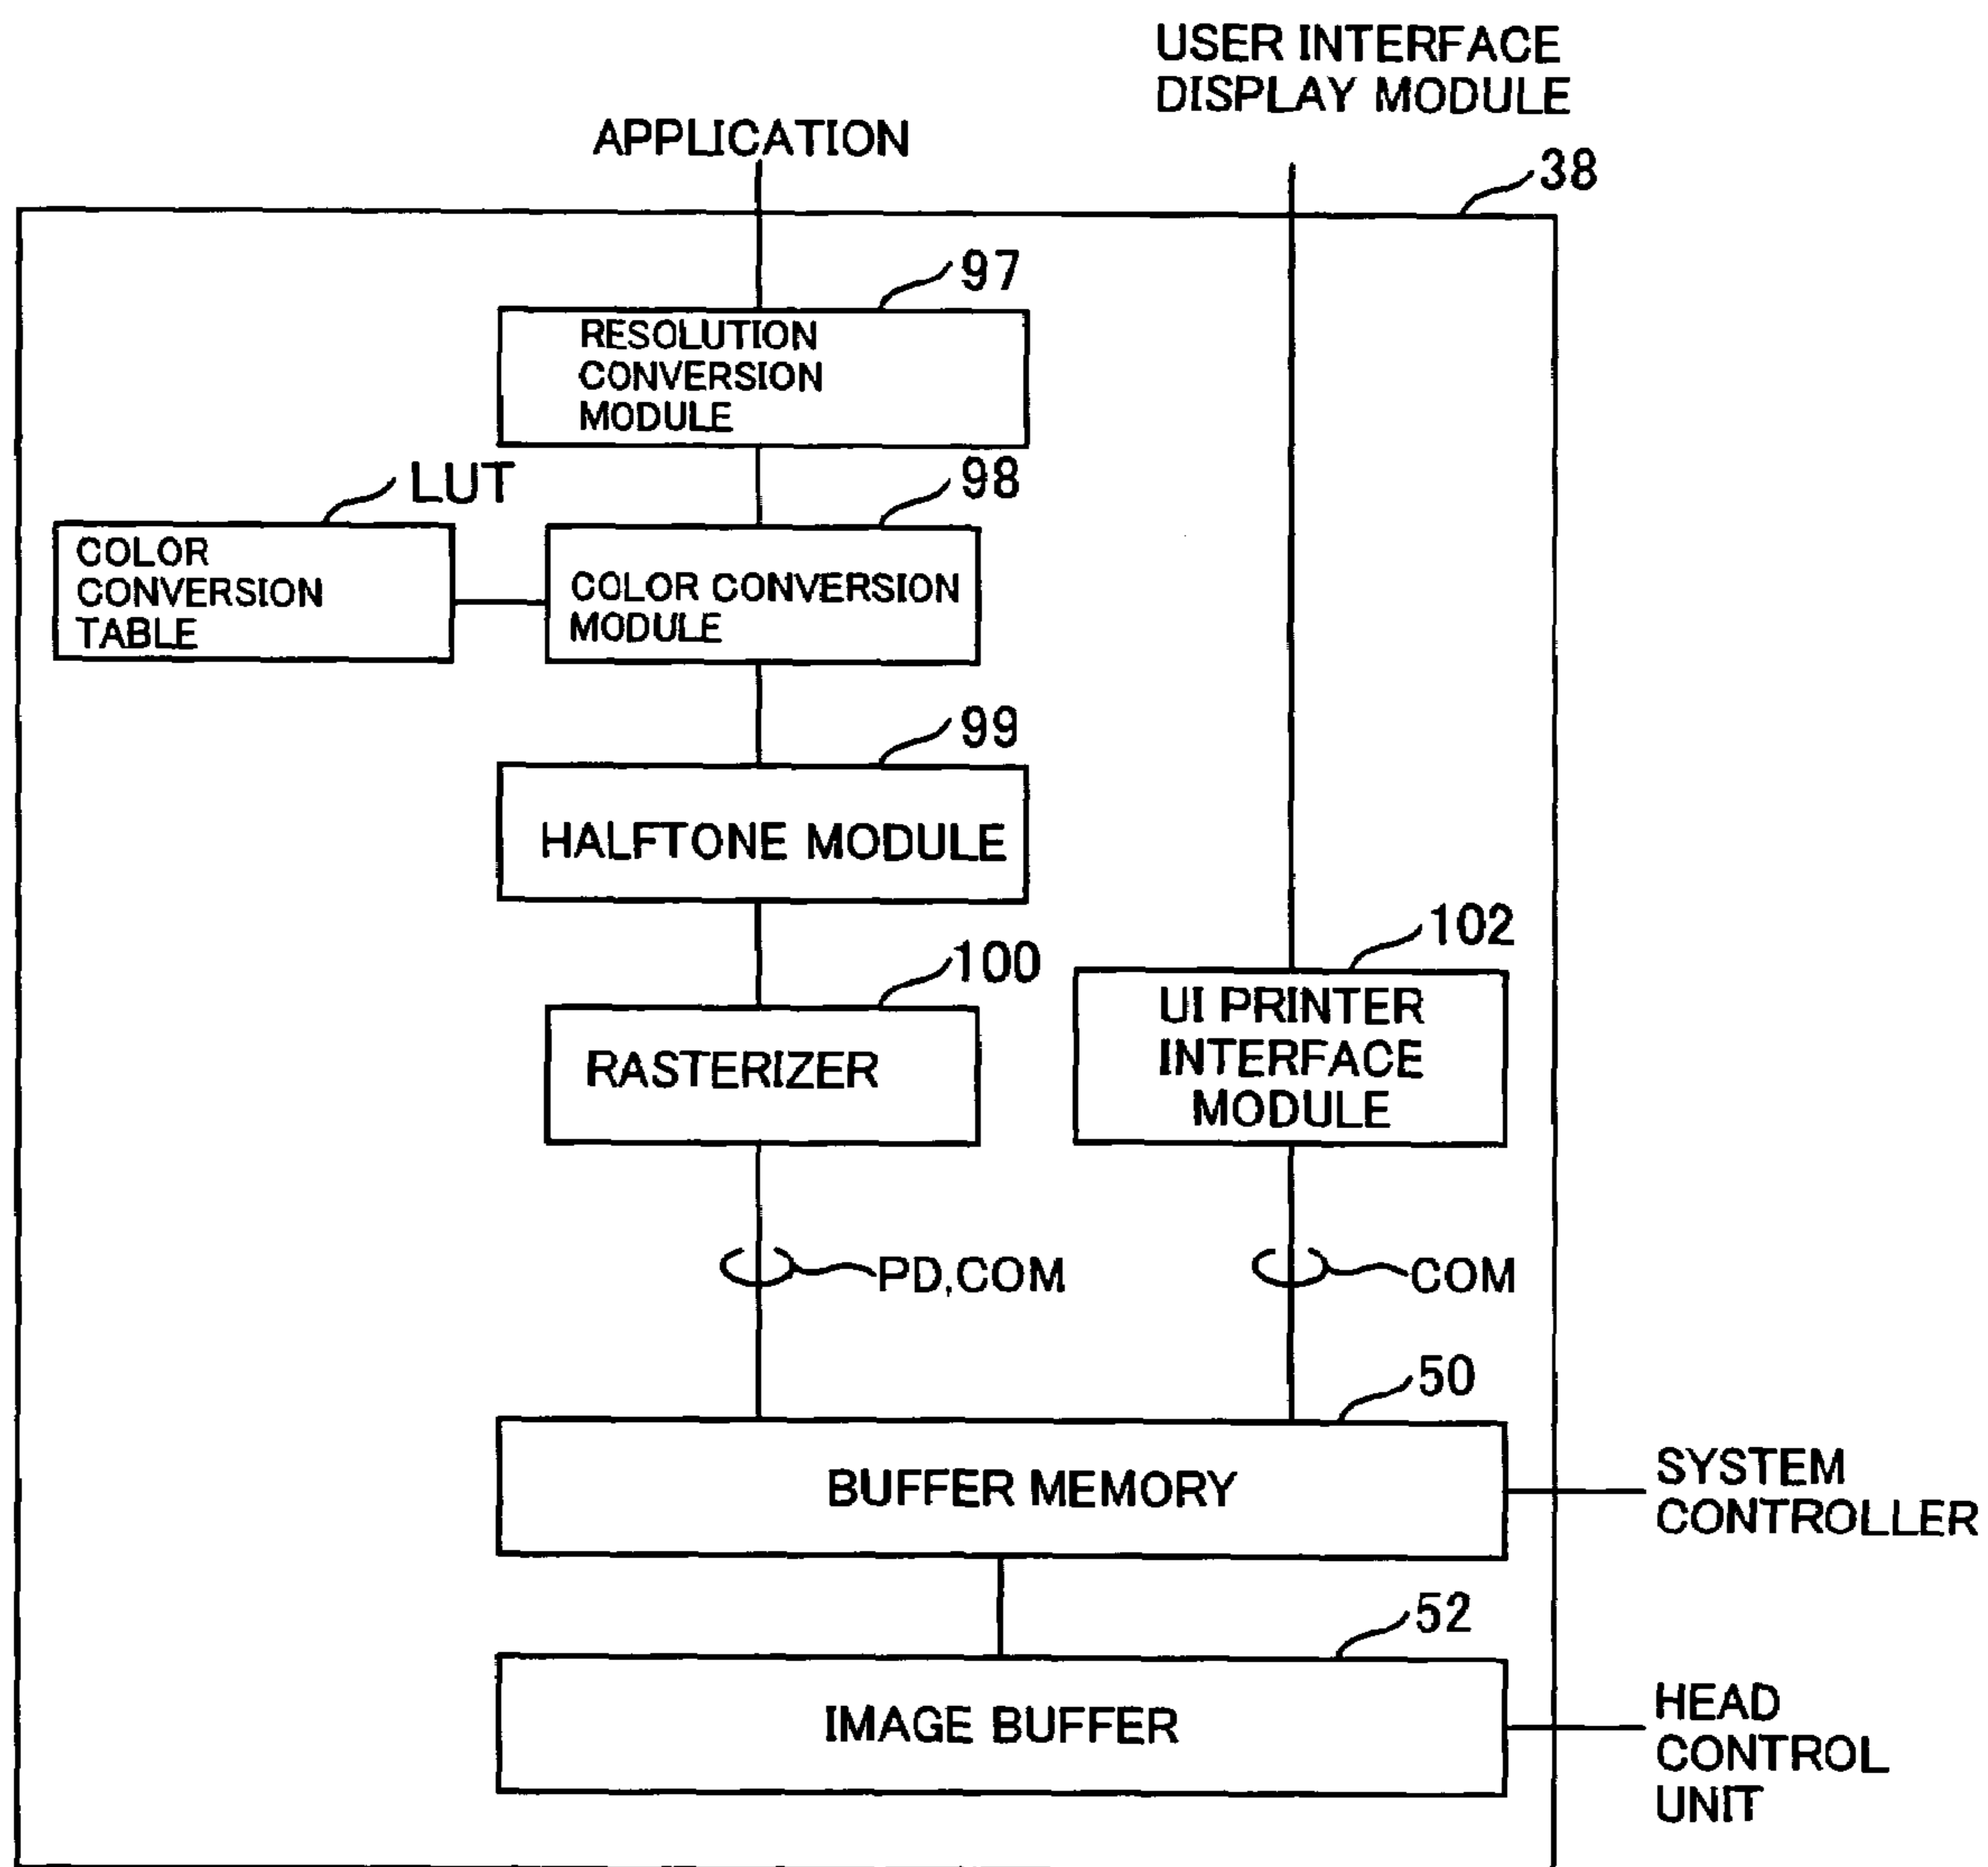 USER INTERFACE
DISPLAY MODULE
APPLICATION
38
97
RESOLUTION
CONVERSION
MODULE
LUT
98
COLOR
CONVERSION
TABLE
COLOR CONVERSION
MODULE
99
HALFTONE MODULE
100
102
RASTERIZER
UI PRINTER
INTERFACE
MODULE
PD,COM
COM
50
BUFFER MEMORY
SYSTEM
CONTROLLER
52
IMAGE BUFFER
HEAD
CONTROL
UNIT